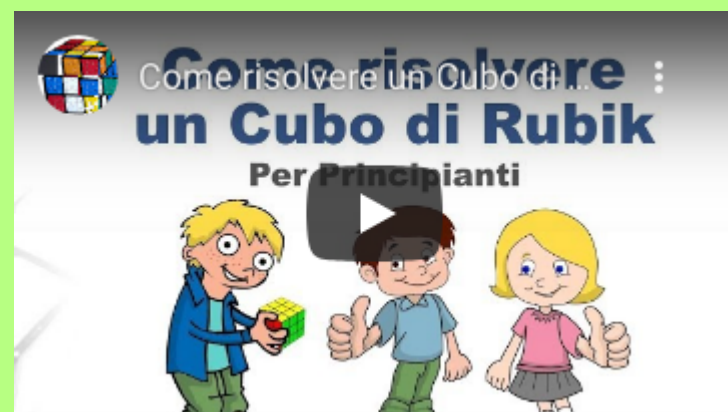 Come risolvere un Cubo di ...
Come risolvere
un Cubo di Rubik
Per Principianti